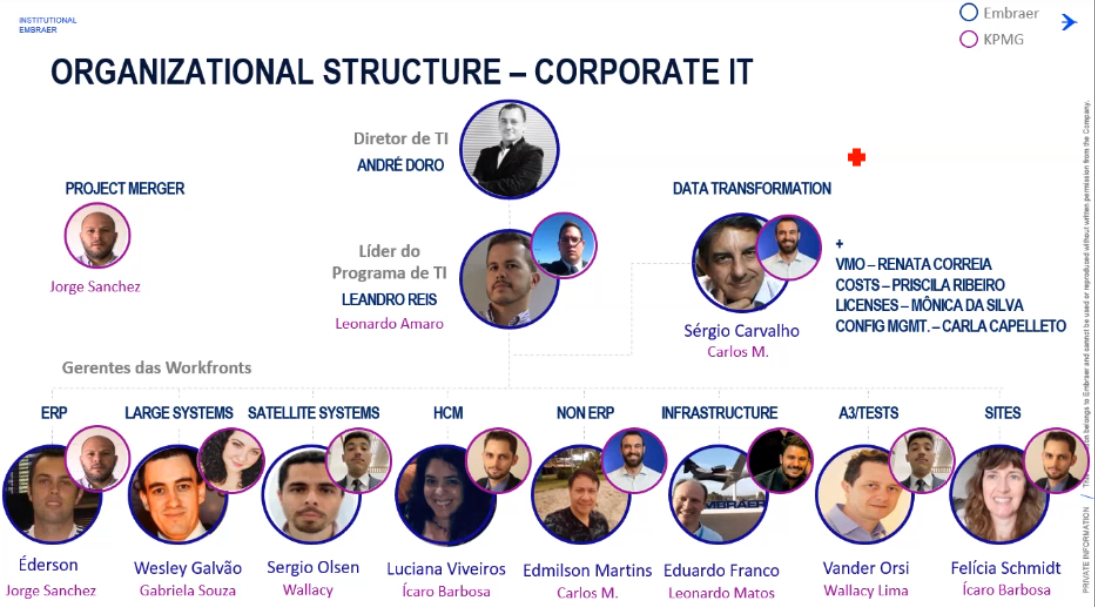 INSTITUTIONAL
EMBRAER
Embraer
KPMG
ORGANIZATIONAL STRUCTURE – CORPORATE IT
Diretor de TI
ANDRÉ DORO
PROJECT MERGER
Jorge Sanchez
Líder do
Programa de TI
LEANDRO REIS
Leonardo Amaro
DATA TRANSFORMATION
Sérgio Carvalho
Carlos M.
+
VMO – RENATA CORREIA
COSTS – PRISCILA RIBEIRO
LICENSES – MÔNICA DA SILVA
CONFIG MGMT. – CARLA CAPELLETO
Gerentes das Workfronts
ERP
LARGE SYSTEMS
SATELLITE SYSTEMS
HCM
NON ERP
INFRASTRUCTURE
A3/TESTS
SITES
EMBRAER
Éderson
Jorge Sanchez
Wesley Galvão
Gabriela Souza
Sergio Olsen
Wallacy
Luciana Viveiros
Ícaro Barbosa
Edmilson Martins
Carlos M.
Eduardo Franco
Leonardo Matos
Vander Orsi
Wallacy Lima
Felícia Schmidt
Ícaro Barbosa
PRIVATE INFORMATION / belongs to Embraer and cannot be used or reproduced without written permission from the Company.